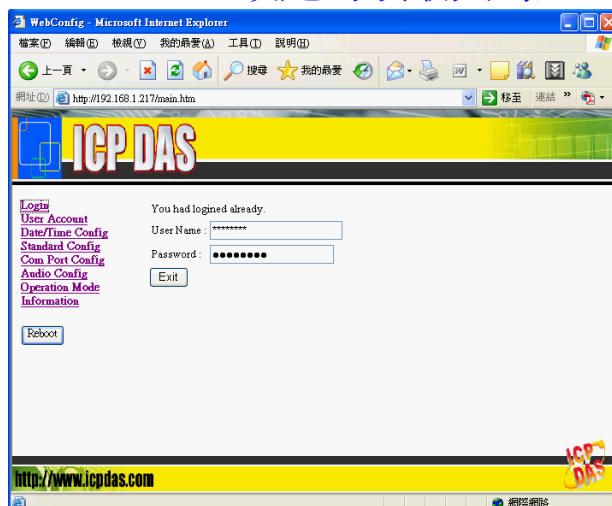 WebConfig - Microsoft Internet Explorer
檔案(F) 編輯(E) 檢視(V) 我的最愛(A) 工具(T) 說明(H)
上一頁 搜尋 我的最愛
網址(D) http://192.168.1.217/main.htm 移至 連結 »
ICP DAS
Login
User Account
Date/Time Config
Standard Config
Com Port Config
Audio Config
Operation Mode
Information
Reboot
You had logined already.
User Name : ********
Password : ●●●●●●●●
Exit
http://www.icpdas.com
ICP DAS
網際網路